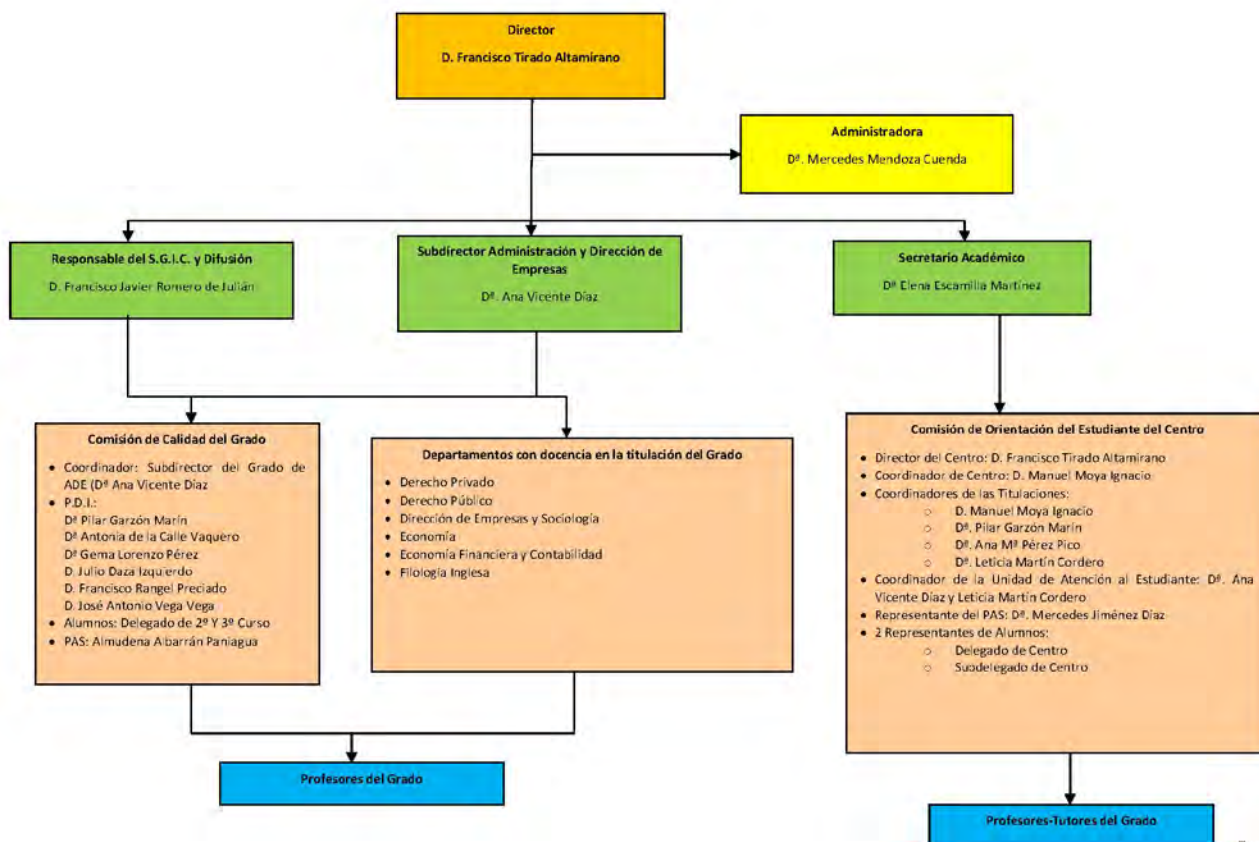 Director
D. Francisco Tirado Altamirano
Administradora
Dª. Mercedes Mendoza Cuenda
Responsable del S.G.I.C. y Difusión
D. Francisco Javier Romero de Julián
Subdirector Administración y Dirección de
Empresas
Dª. Ana Vicente Díaz
Secretario Académico
Dª Elena Escamilla Martínez
Comisión de Calidad del Grado
• Coordinador: Subdirector del Grado de
ADE (Dª Ana Vicente Díaz
• P.D.I.:
Dª Pilar Garzón Marín
Dª Antonia de la Calle Vaquero
Dª Gema Lorenzo Pérez
D. Julio Daza Izquierdo
D. Francisco Rangel Preciado
D. José Antonio Vega Vega
• Alumnos: Delegado de 2º Y 3º Curso
• PAS: Almudena Albarrán Paniagua
Departamentos con docencia en la titulación del Grado
• Derecho Privado
• Derecho Público
• Dirección de Empresas y Sociología
• Economía
• Economía Financiera y Contabilidad
• Filología Inglesa
Comisión de Orientación del Estudiante del Centro
• Director del Centro: D. Francisco Tirado Altamirano
• Coordinador de Centro: D. Manuel Moya Ignacio
• Coordinadores de las Titulaciones:
o D. Manuel Moya Ignacio
o Dª. Pilar Garzón Marín
o Dª. Ana Mª Pérez Pico
o Dª. Leticia Martín Cordero
• Coordinador de la Unidad de Atención al Estudiante: Dª. Ana
Vicente Díaz y Leticia Martín Cordero
• Representante del PAS: Dª. Mercedes Jiménez Díaz
• 2 Representantes de Alumnos:
o Delegado de Centro
o Subdelegado de Centro
Profesores del Grado
Profesores-Tutores del Grado